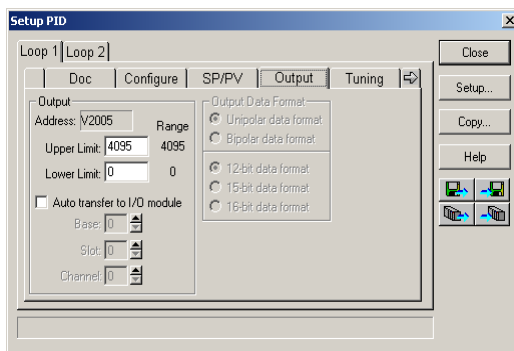 Setup PID
Loop 1 Loop 2
Close
Doc Configure SP/PV Output Tuning
Setup...
Output
Address: V2005 Range
Upper Limit: 4095 4095
Lower Limit: 0 0
Auto transfer to I/O module
Base: 0
Slot: 0
Channel: 0
Output Data Format
Unipolar data format
Bipolar data format
12-bit data format
15-bit data format
16-bit data format
Copy...
Help